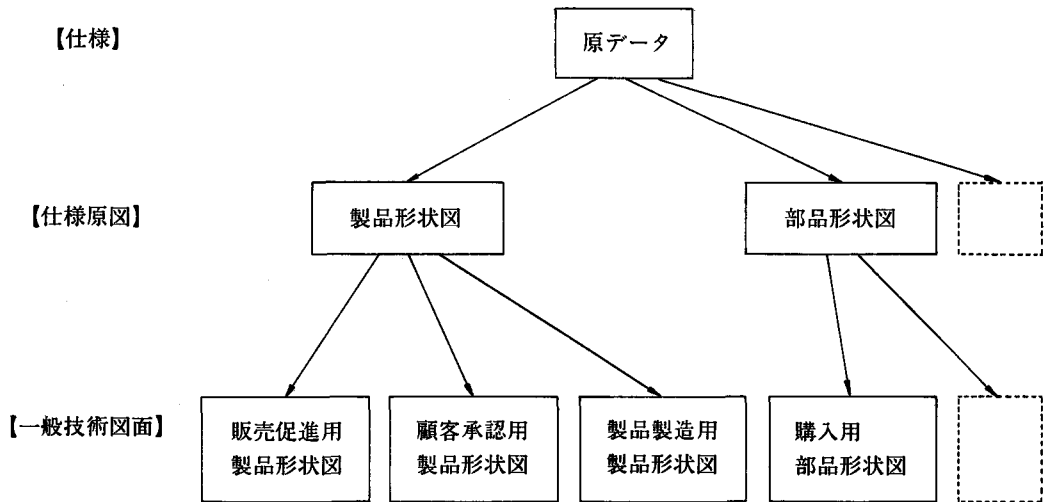 【仕様】
原データ
【仕様原図】
製品形状図
部品形状図
【一般技術図面】
販売促進用
製品形状図
顧客承認用
製品形状図
製品製造用
製品形状図
購入用
部品形状図